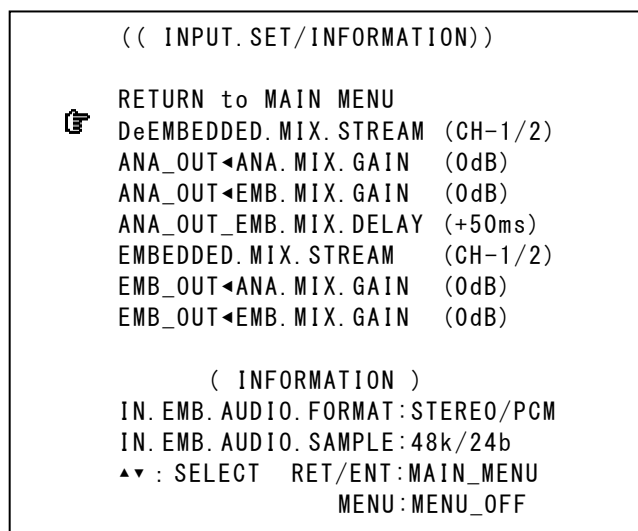 (( INPUT.SET/INFORMATION))
RETURN to MAIN MENU
DeEMBEDDED.MIX.STREAM (CH-1/2)
ANA_OUT◂ANA.MIX.GAIN (0dB)
ANA_OUT◂EMB.MIX.GAIN (0dB)
ANA_OUT_EMB.MIX.DELAY (+50ms)
EMBEDDED.MIX.STREAM (CH-1/2)
EMB_OUT◂ANA.MIX.GAIN (0dB)
EMB_OUT◂EMB.MIX.GAIN (0dB)
( INFORMATION )
IN.EMB.AUDIO.FORMAT:STEREO/PCM
IN.EMB.AUDIO.SAMPLE:48k/24b
▴▾:SELECT RET/ENT:MAIN_MENU
MENU:MENU_OFF